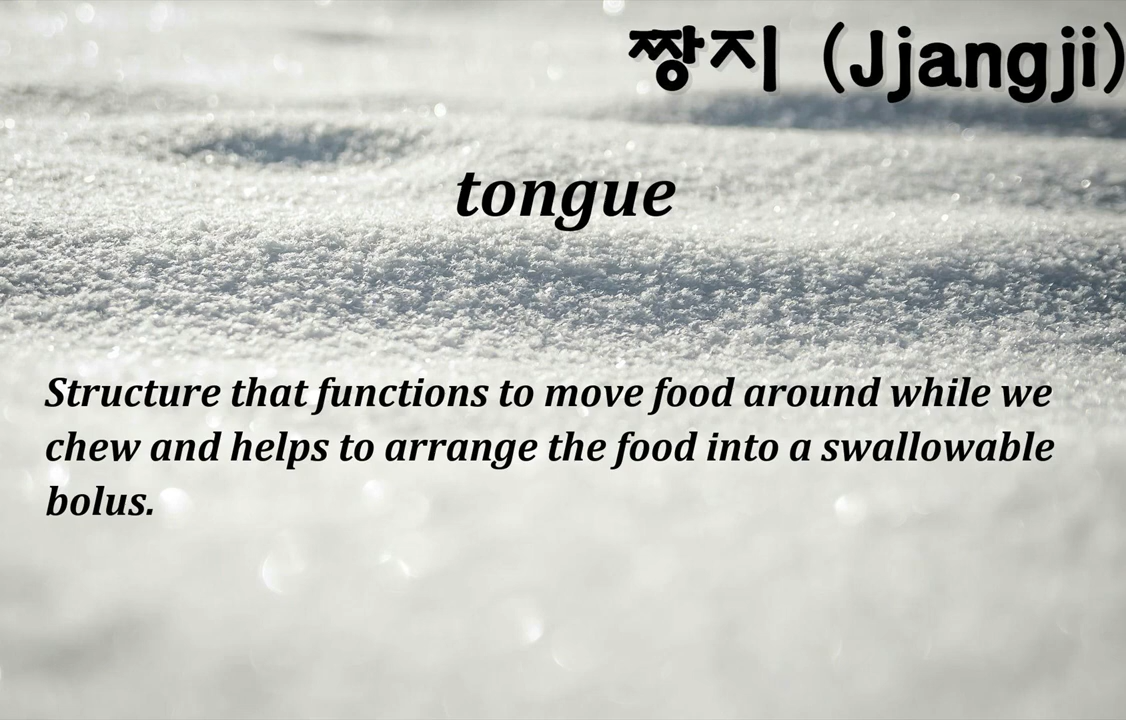 짱지 (Jjangji)
tongue
Structure that functions to move food around while we
chew and helps to arrange the food into a swallowable
bolus.